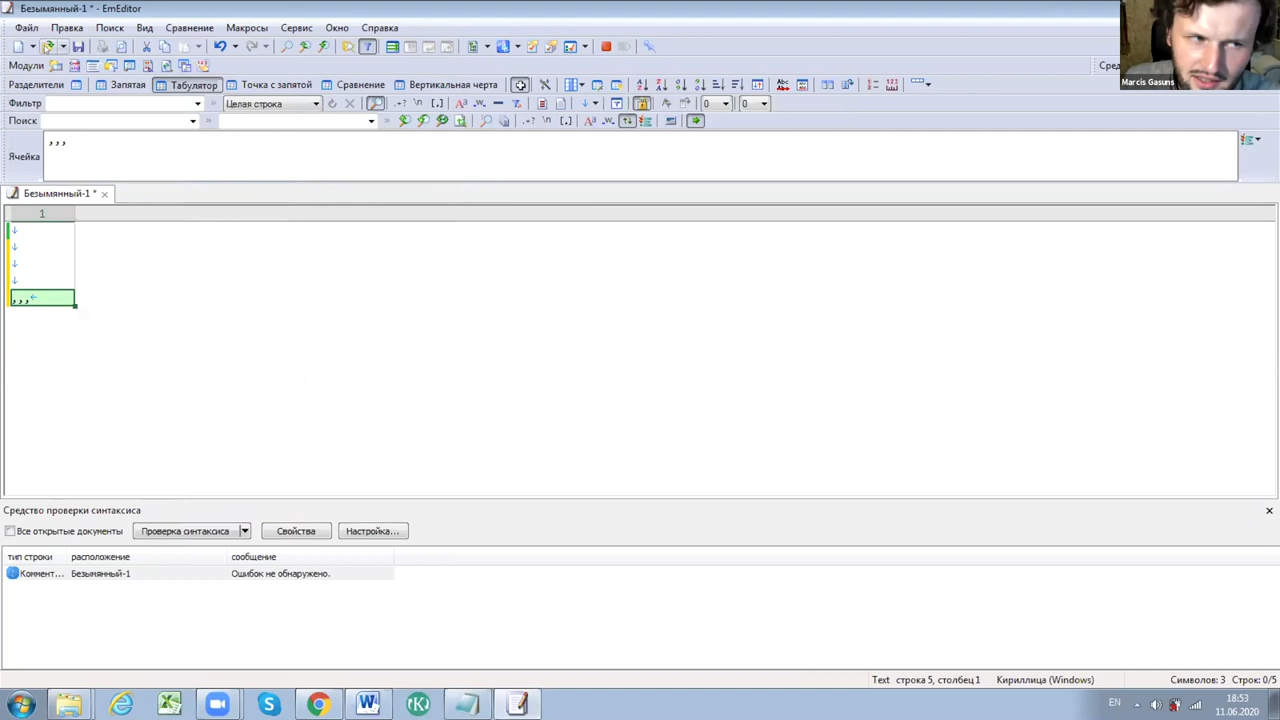 Безымянный-1 * - EmEditor
Файл Правка Поиск Вид Сравнение Макросы Сервис Окно Справка
Модули
Сред
Разделители Запятая Табулятор Точка с запятой Сравнение Вертикальная черта
Фильтр Целая строка 0 0
Поиск
Ячейка ,,,
Marcis Gasuns
Безымянный-1 *
1
,,,
Средство проверки синтаксиса
Все открытые документы Проверка синтаксиса Свойства Настройка...
тип строки расположение сообщение
Коммент... Безымянный-1 Ошибок не обнаружено.
Text строка 5, столбец 1 Кириллица (Windows) Символов: 3 Строк: 0/5
EN 18:53
11.06.2020